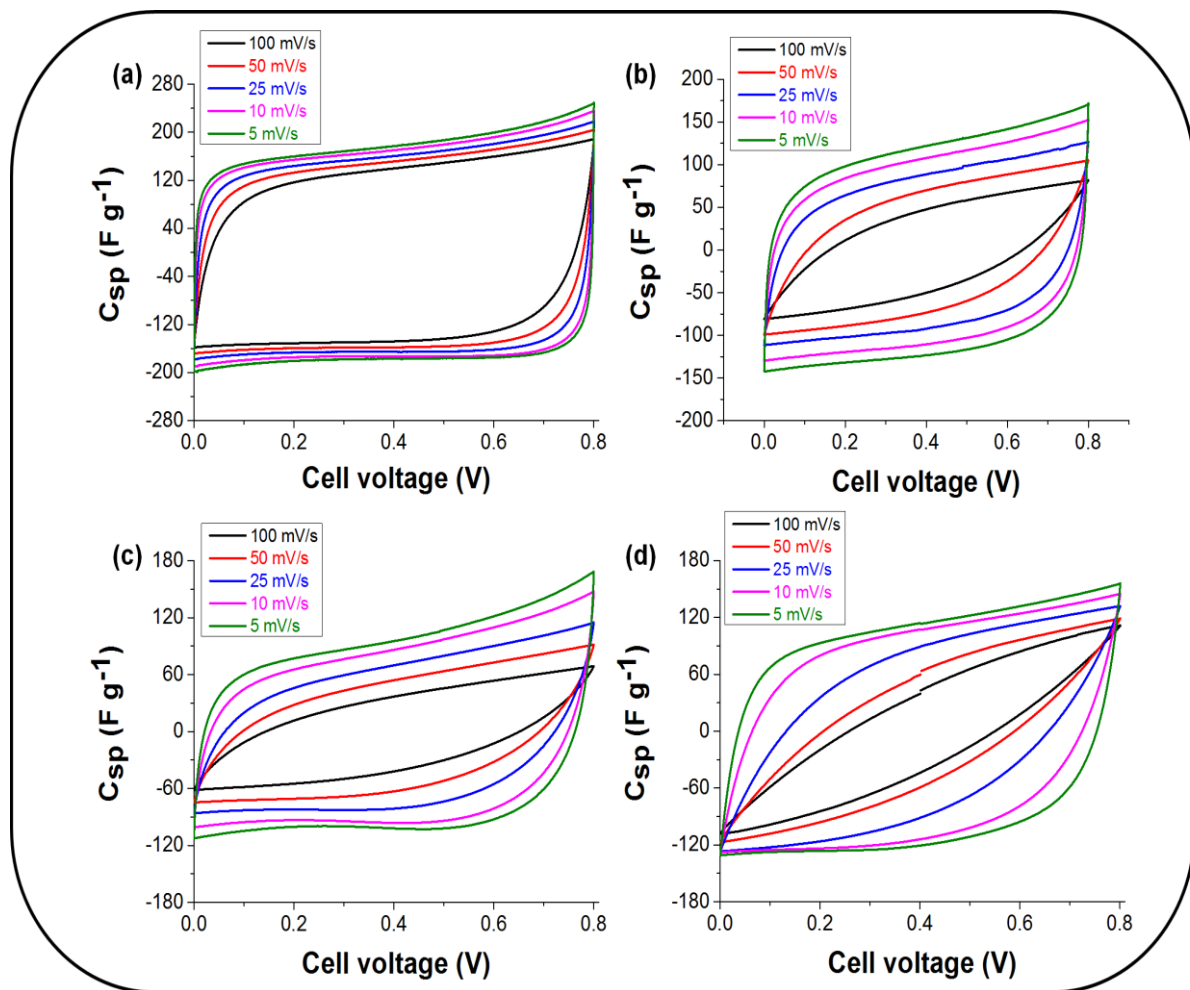 (a)
100 mV/s
50 mV/s
25 mV/s
10 mV/s
5 mV/s
280
200
120
40
-40
-120
-200
-280
Csp (F g⁻¹)
0.0 0.2 0.4 0.6 0.8
Cell voltage (V)
(b)
100 mV/s
50 mV/s
25 mV/s
10 mV/s
5 mV/s
200
150
100
50
0
-50
-100
-150
-200
Csp (F g⁻¹)
0.0 0.2 0.4 0.6 0.8
Cell voltage (V)
(c)
100 mV/s
50 mV/s
25 mV/s
10 mV/s
5 mV/s
180
120
60
0
-60
-120
-180
Csp (F g⁻¹)
0.0 0.2 0.4 0.6 0.8
Cell voltage (V)
(d)
100 mV/s
50 mV/s
25 mV/s
10 mV/s
5 mV/s
180
120
60
0
-60
-120
-180
Csp (F g⁻¹)
0.0 0.2 0.4 0.6 0.8
Cell voltage (V)